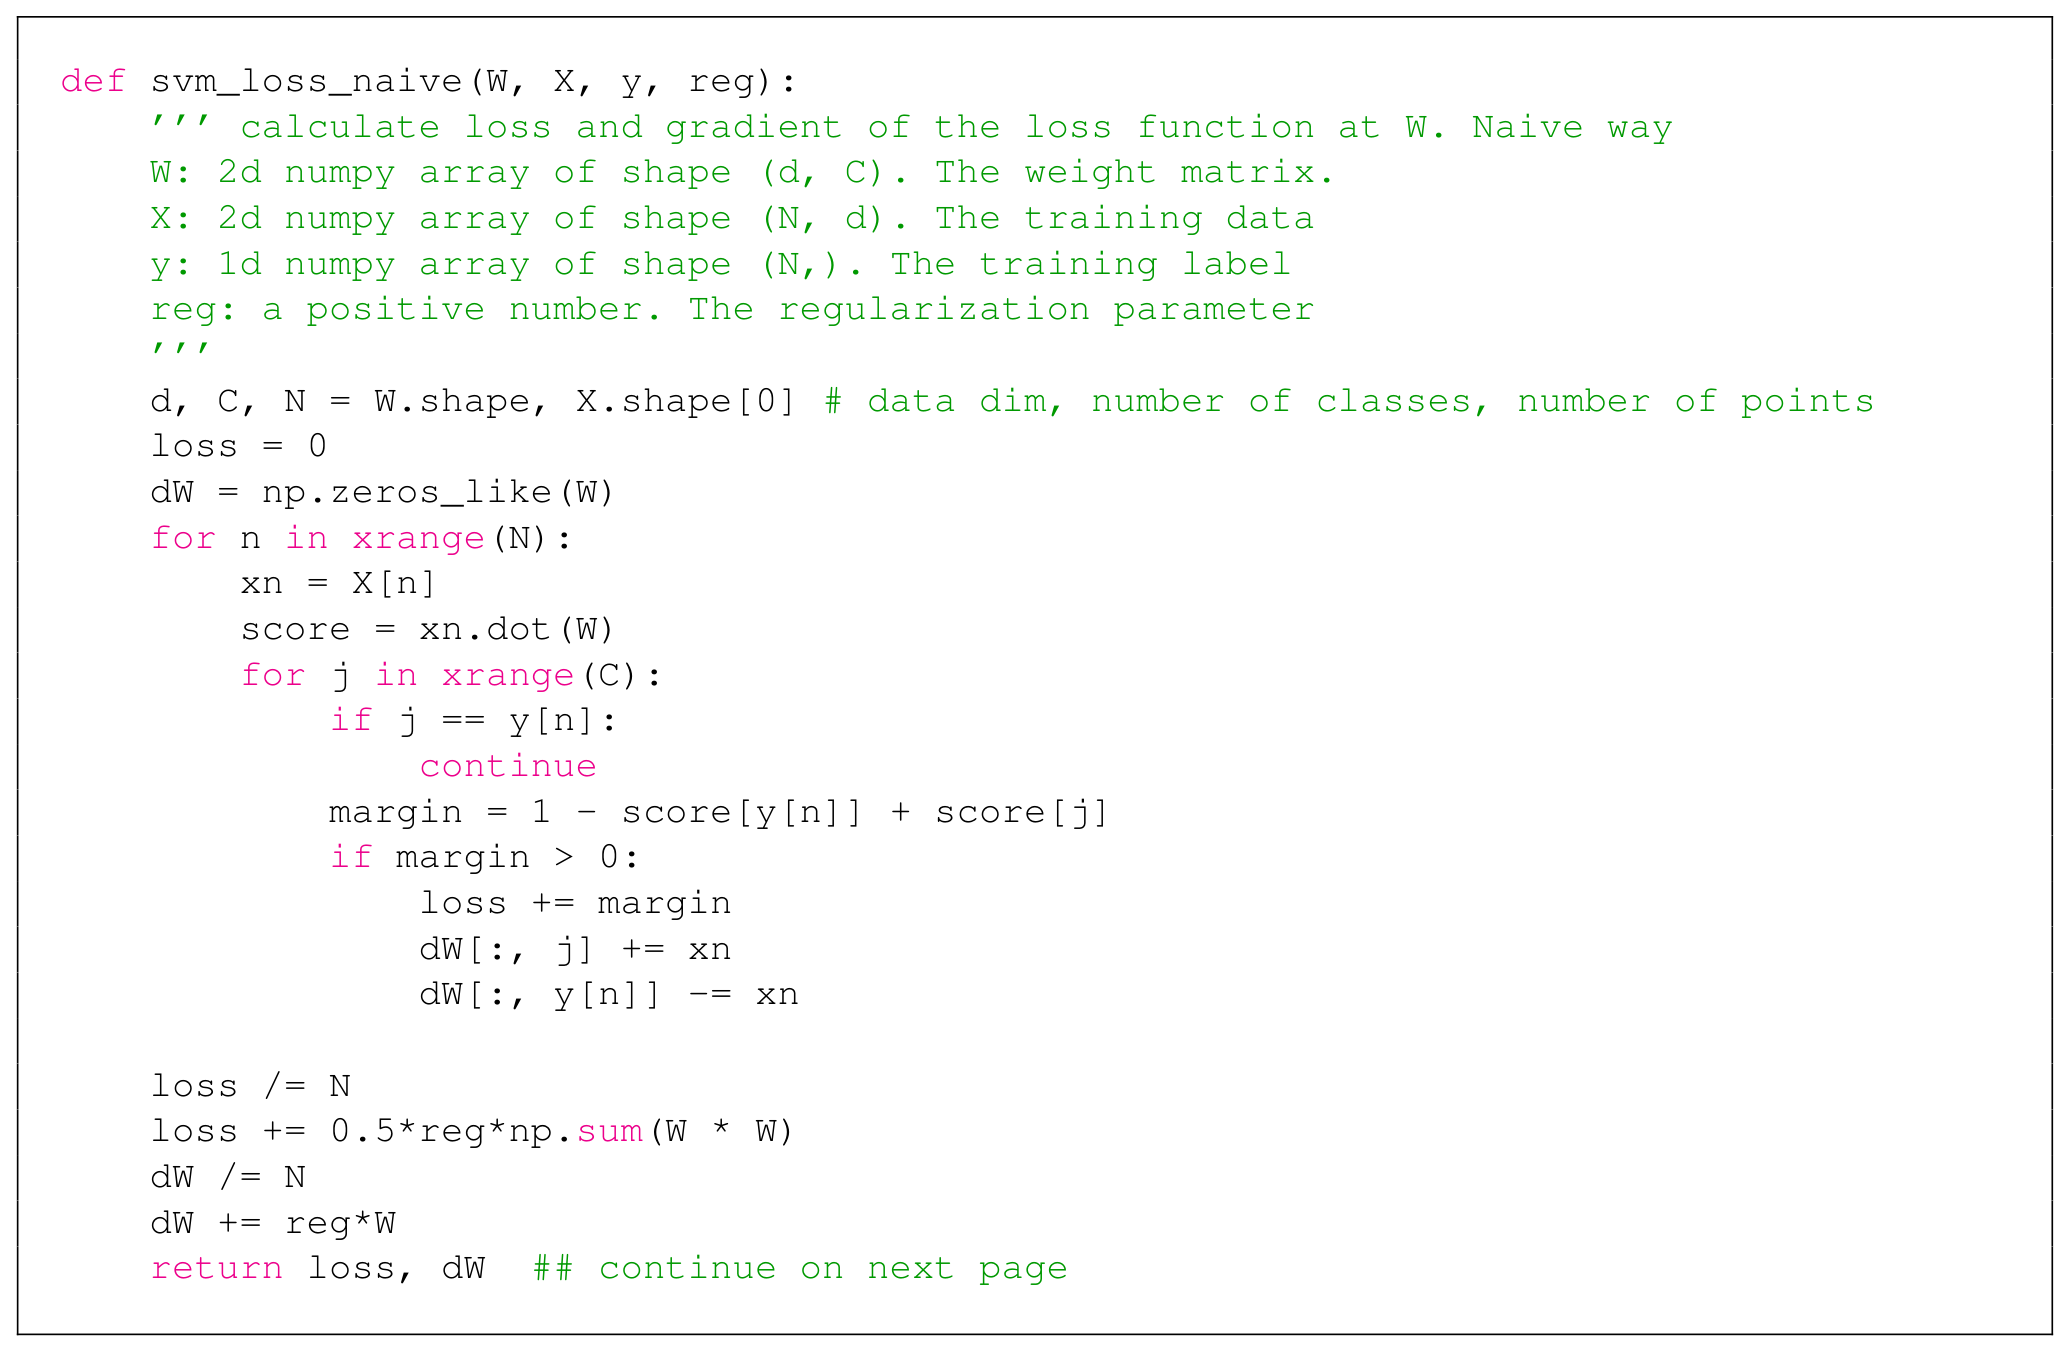 def svm_loss_naive(W, X, y, reg):
    ''' calculate loss and gradient of the loss function at W. Naive way
    W: 2d numpy array of shape (d, C). The weight matrix.
    X: 2d numpy array of shape (N, d). The training data
    y: 1d numpy array of shape (N,). The training label
    reg: a positive number. The regularization parameter
    '''
    d, C, N = W.shape, X.shape[0] # data dim, number of classes, number of points
    loss = 0
    dW = np.zeros_like(W)
    for n in xrange(N):
        xn = X[n]
        score = xn.dot(W)
        for j in xrange(C):
            if j == y[n]:
                continue
            margin = 1 - score[y[n]] + score[j]
            if margin > 0:
                loss += margin
                dW[:, j] += xn
                dW[:, y[n]] -= xn

    loss /= N
    loss += 0.5*reg*np.sum(W * W)
    dW /= N
    dW += reg*W
    return loss, dW  ## continue on next page